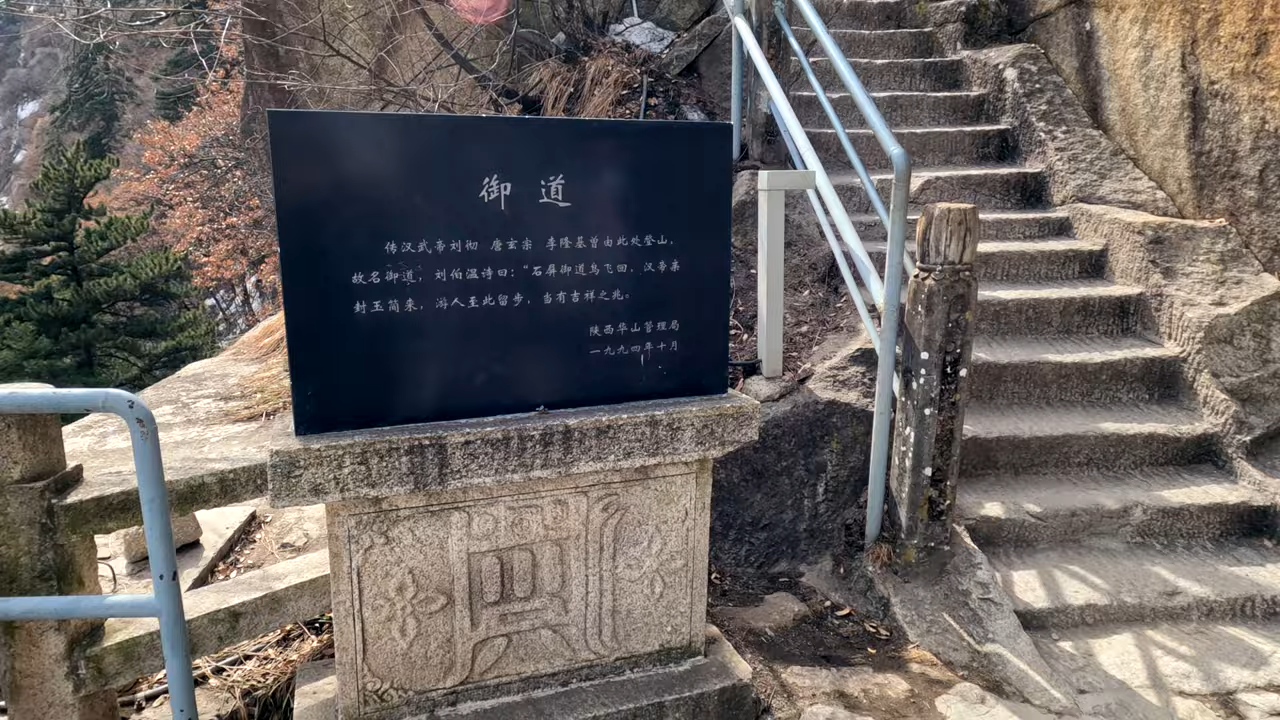 御 道
传汉武帝刘彻 唐玄宗 李隆基曾由此处登山,
故名御道, 刘伯温诗曰:“石屏御道鸟飞回, 汉帝亲
封玉简来, 游人至此留步, 当有吉祥之兆。
陕西华山管理局
一九九四年十月